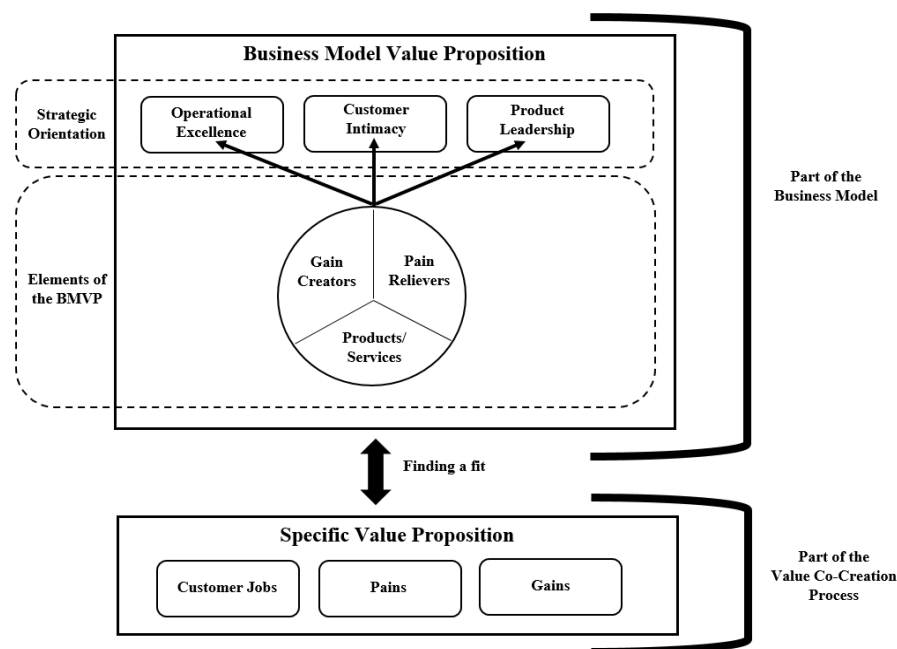 Business Model Value Proposition
Strategic
Orientation
Operational
Excellence
Customer
Intimacy
Product
Leadership
Part of the
Business Model
Elements of
the BMVP
Gain
Creators
Pain
Relievers
Products/
Services
Finding a fit
Specific Value Proposition
Customer Jobs
Pains
Gains
Part of the
Value Co-Creation
Process